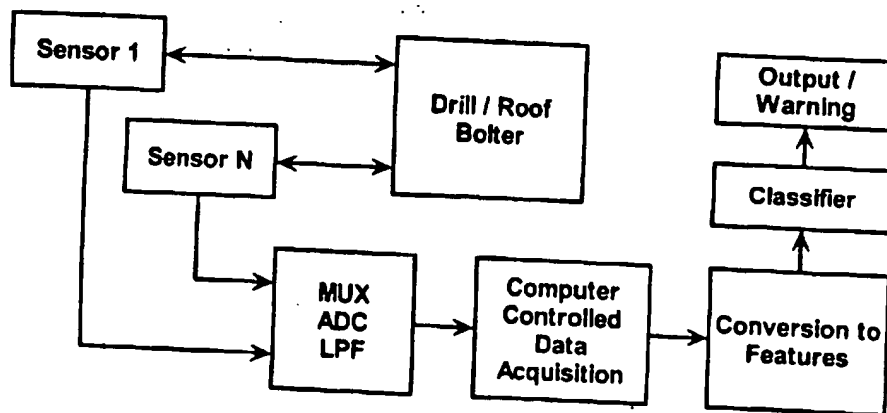 Sensor 1
Drill / Roof
Bolter
Output /
Warning
Sensor N
Classifier
MUX
ADC
LPF
Computer
Controlled
Data
Acquisition
Conversion to
Features